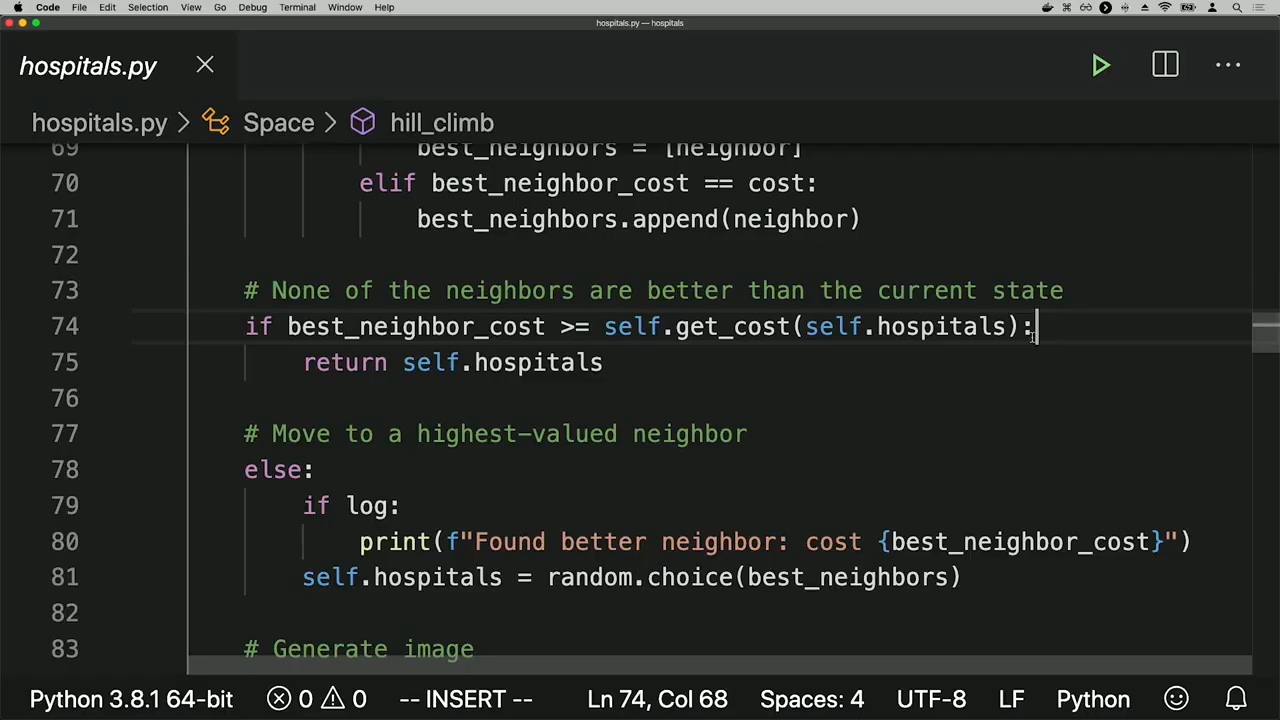 Code File Edit Selection View Go Debug Terminal Window Help
hospitals.py — hospitals
hospitals.py
hospitals.py > Space > hill_climb
69 best_neighbors = [neighbor]
70 elif best_neighbor_cost == cost:
71 best_neighbors.append(neighbor)
72
73 # None of the neighbors are better than the current state
74 if best_neighbor_cost >= self.get_cost(self.hospitals):
75 return self.hospitals
76
77 # Move to a highest-valued neighbor
78 else:
79 if log:
80 print(f"Found better neighbor: cost {best_neighbor_cost}")
81 self.hospitals = random.choice(best_neighbors)
82
83 # Generate image
Python 3.8.1 64-bit 0 0 -- INSERT -- Ln 74, Col 68 Spaces: 4 UTF-8 LF Python